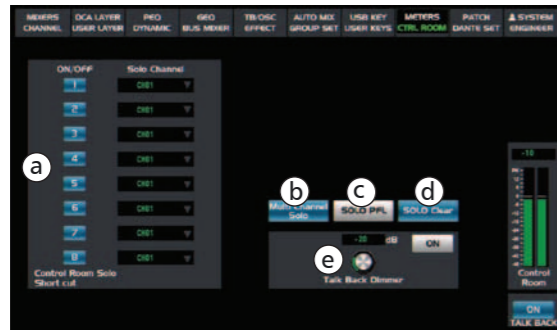 MIXERS DCA LAYER PEQ GEQ TB/OSC AUTO MIX USB KEY METERS PATCH SYSTEM
CHANNEL USER LAYER DYNAMIC BUS MIXER EFFECT GROUP SET USER KEYS CTRL ROOM DANTE SET ENGINEER
ON/OFF Solo Channel
1 CH01
2 CH01
3 CH01
4 CH01
5 CH01
6 CH01
7 CH01
8 CH01
Control Room Solo
Short cut
a
b c d
Multi Channel
Solo
SOLO PFL
SOLO Clear
-20 dB ON
e
Talk Back Dimmer
-10
Control
Room
ON
TALK BACK